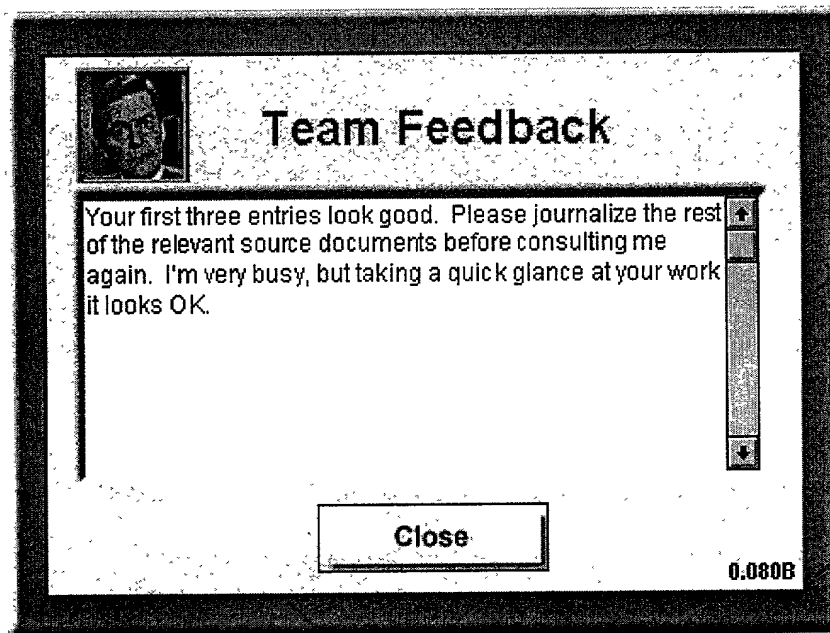 Team Feedback
Your first three entries look good. Please journalize the rest
of the relevant source documents before consulting me
again. I'm very busy, but taking a quick glance at your work
it looks OK.
Close
0.080B